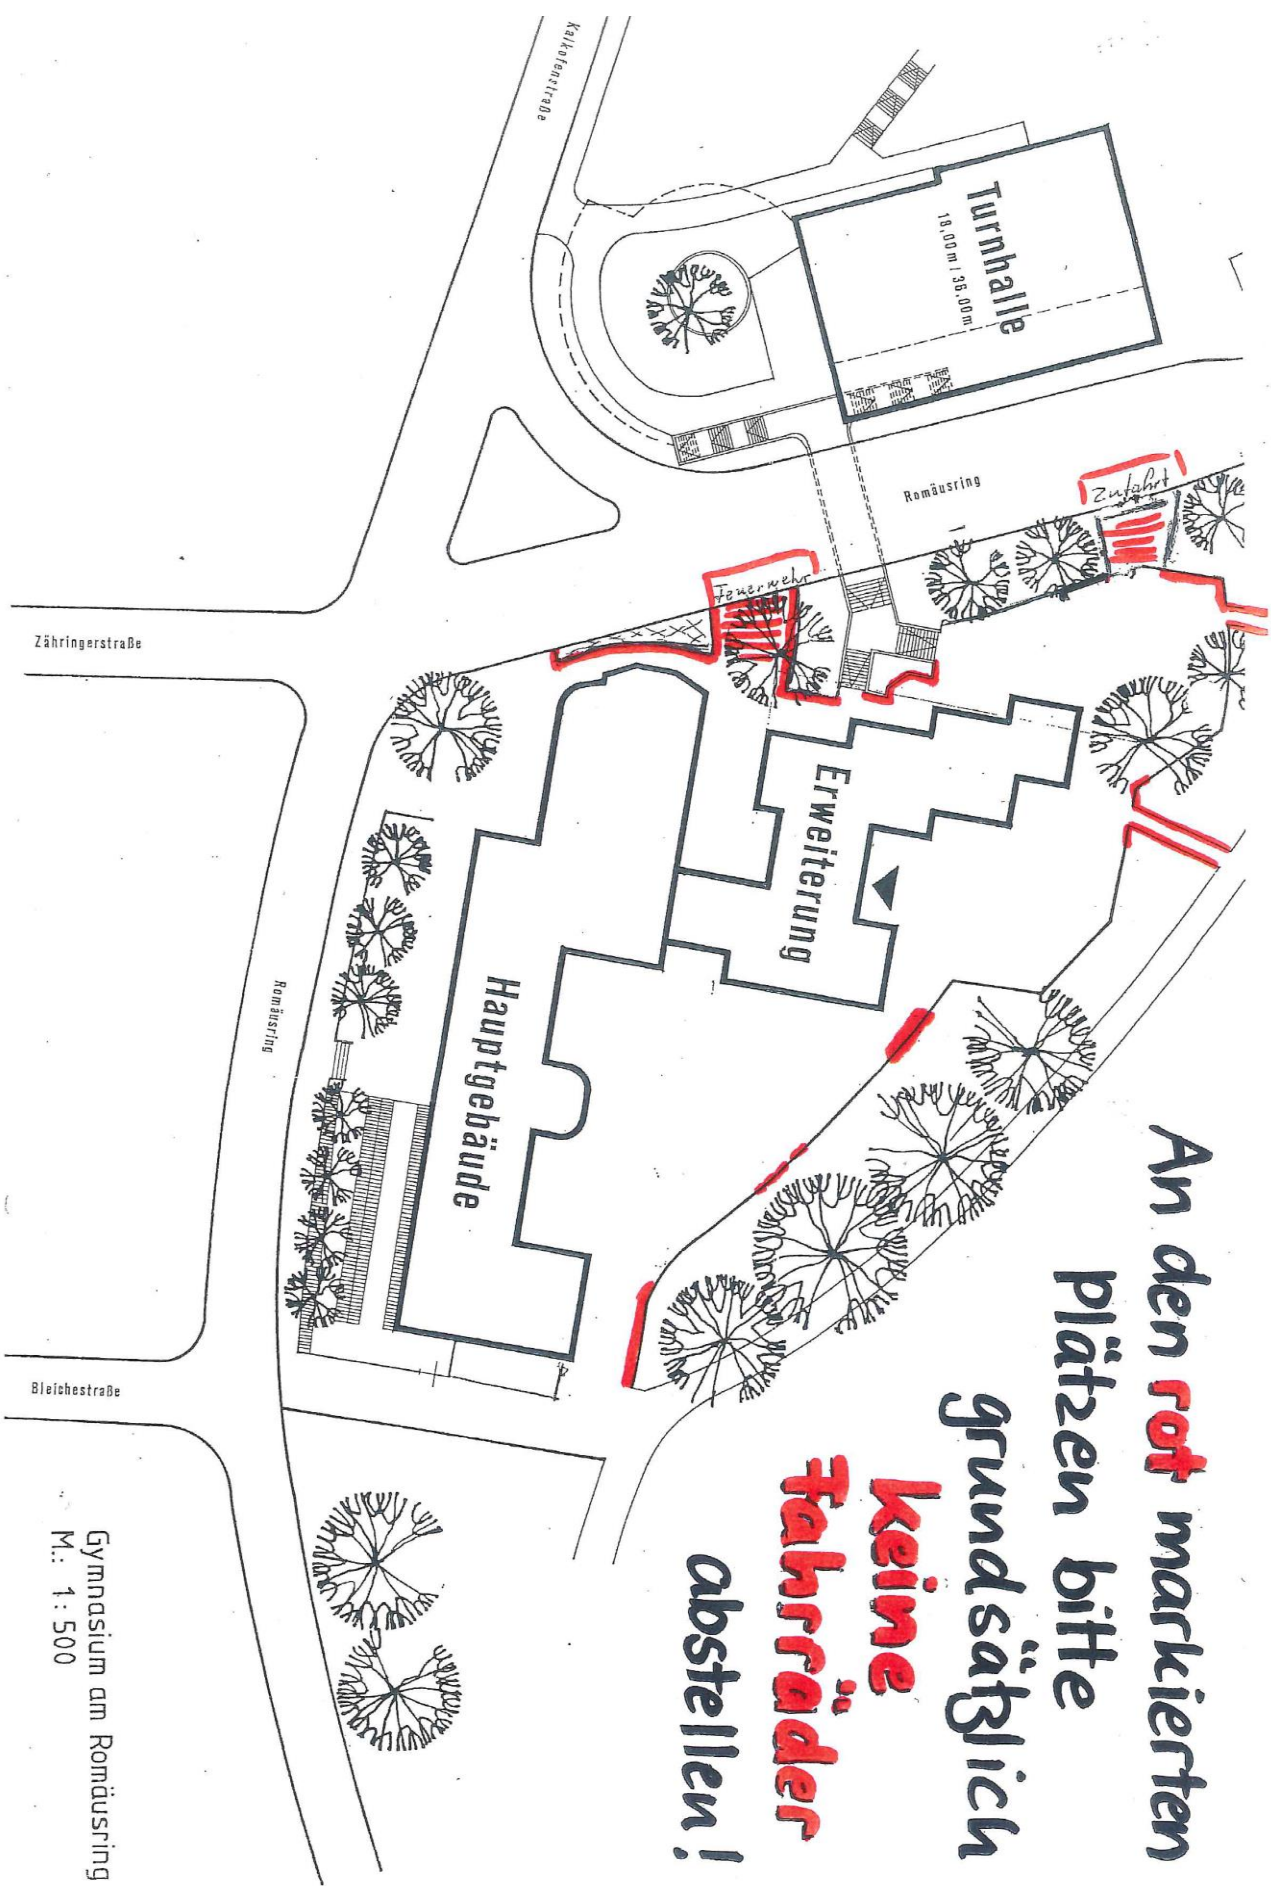 Kalkofenstraße
Turnhalle
18,00m / 36,00m
Romäusring
Zufahrt
Feuerwehr
Zähringerstraße
Erweiterung
Hauptgebäude
Romäusring
Bleichestraße
An den rot markierten
Plätzen bitte
grundsätzlich
keine
Fahrräder
abstellen!
Gymnasium am Romäusring
M.: 1:500